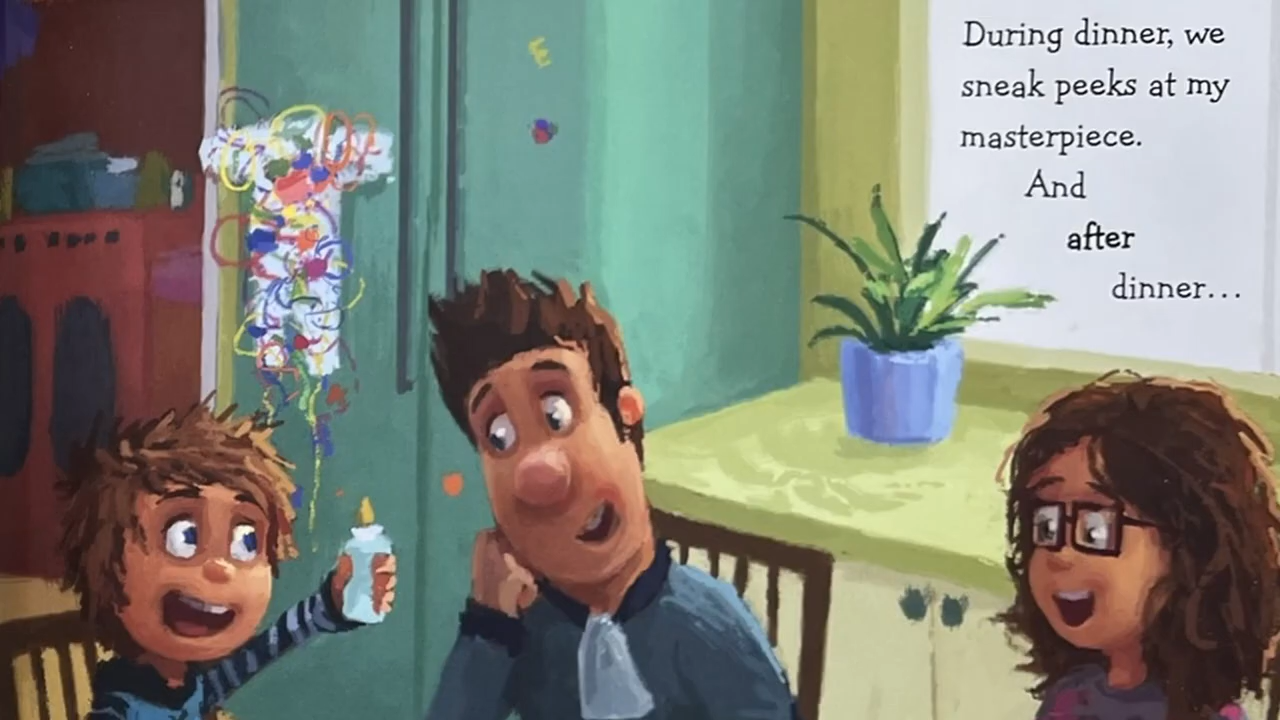 E
During dinner, we
sneak peeks at my
masterpiece.
And
after
dinner...